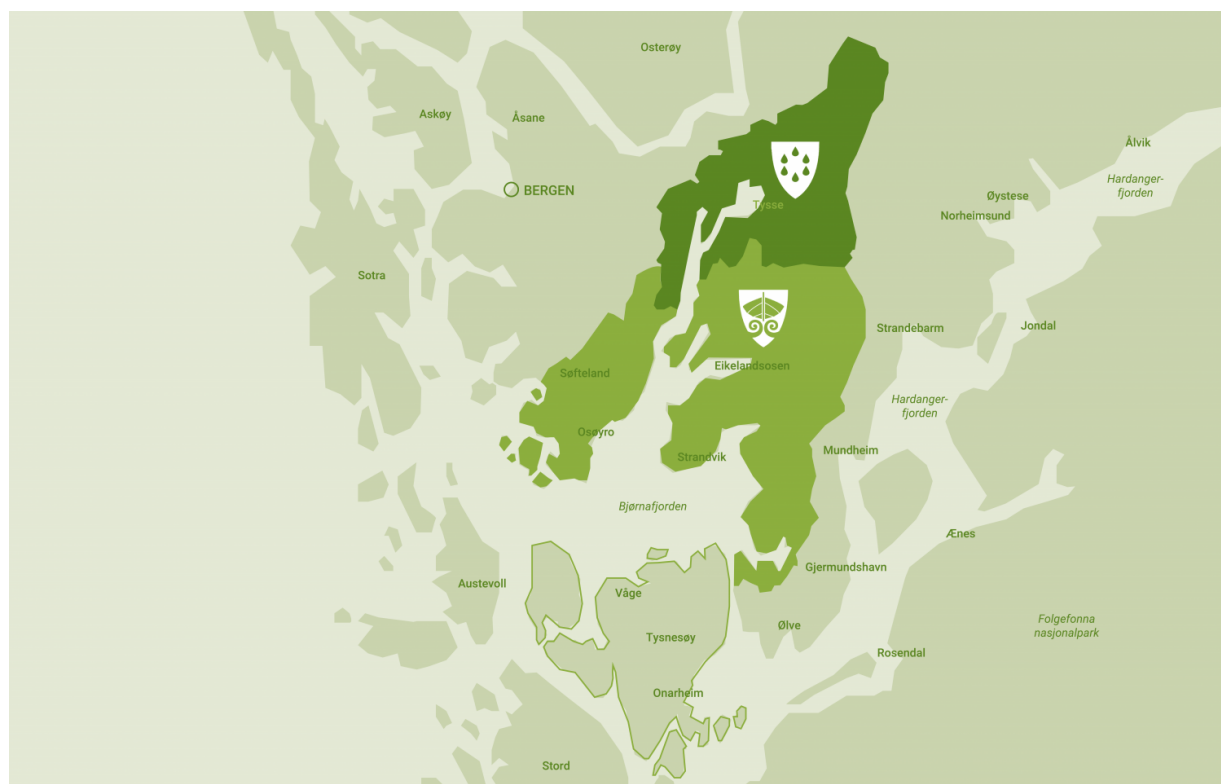 Osterøy
Askøy
Åsane
Ålvik
Hardanger-
fjorden
BERGEN
Øystese
Tysse
Norheimsund
Sotra
Strandebarm
Jondal
Eikelandsosen
Søfteland
Hardanger-
fjorden
Osøyro
Strandvik
Mundheim
Bjørnafjorden
Ænes
Gjermundshavn
Austevoll
Våge
Folgefonna
nasjonalpark
Ølve
Tysnesøy
Rosendal
Onarheim
Stord